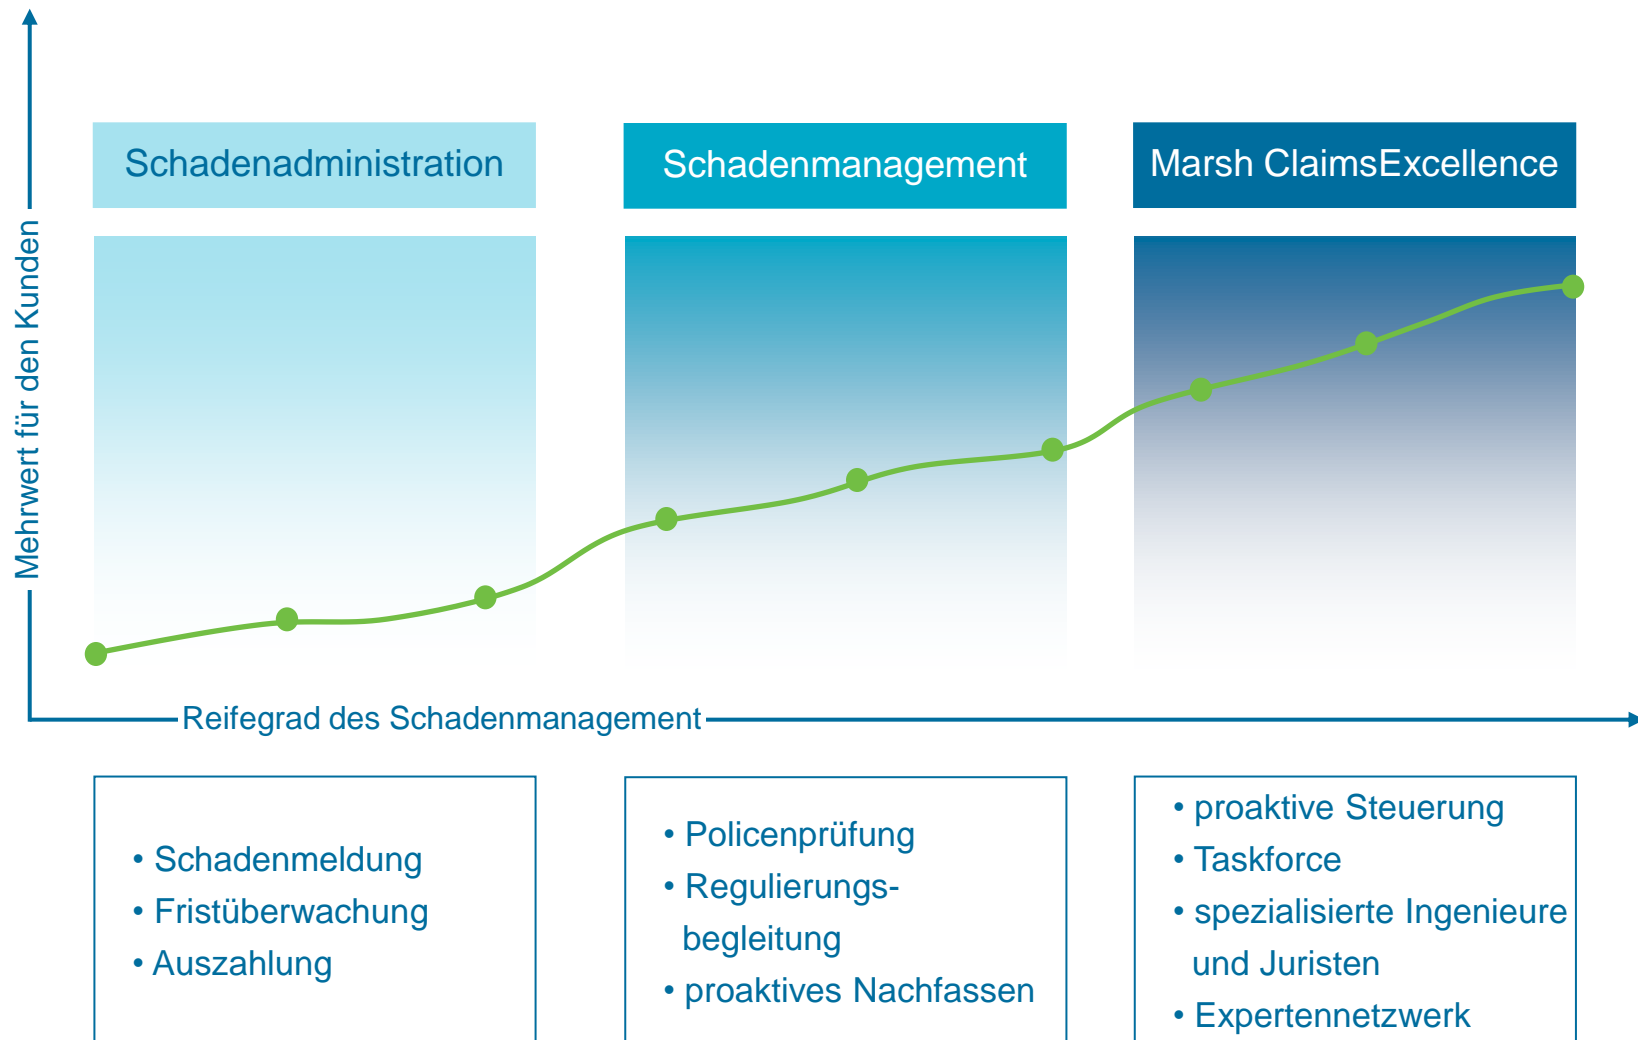 Schadenadministration
Schadenmanagement
Marsh ClaimsExcellence
Mehrwert für den Kunden
Reifegrad des Schadenmanagement
• Schadenmeldung
• Fristüberwachung
• Auszahlung
• Policenprüfung
• Regulierungs-
begleitung
• proaktives Nachfassen
• proaktive Steuerung
• Taskforce
• spezialisierte Ingenieure
und Juristen
• Expertennetzwerk